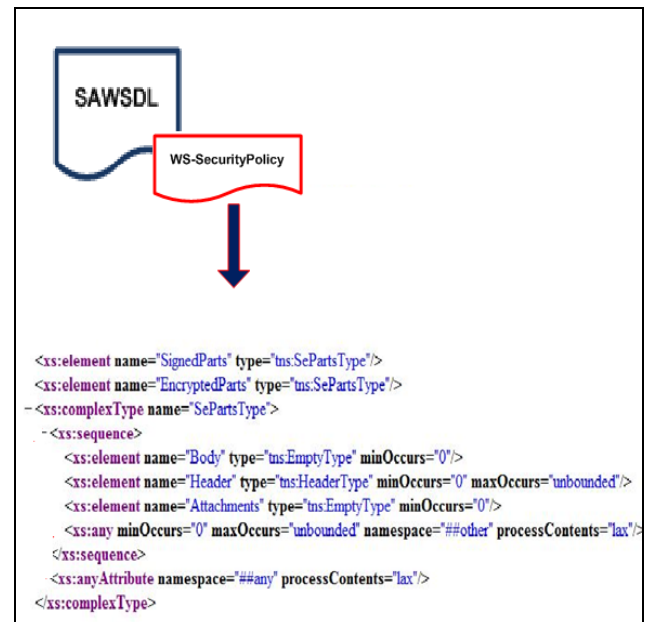 SAWSDL
WS-SecurityPolicy
<xs:element name="SignedParts" type="tns:SePartsType"/>
<xs:element name="EncryptedParts" type="tns:SePartsType"/>
-<xs:complexType name="SePartsType">
-<xs:sequence>
<xs:element name="Body" type="tns:EmptyType" minOccurs="0"/>
<xs:element name="Header" type="tns:HeaderType" minOccurs="0" maxOccurs="unbounded"/>
<xs:element name="Attachments" type="tns:EmptyType" minOccurs="0"/>
<xs:any minOccurs="0" maxOccurs="unbounded" namespace="##other" processContents="lax"/>
</xs:sequence>
<xs:anyAttribute namespace="##any" processContents="lax"/>
</xs:complexType>